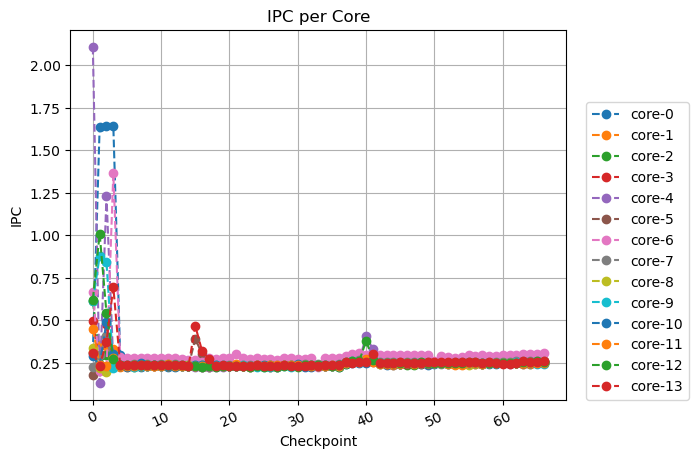 IPC per Core
IPC
2.00
1.75
1.50
1.25
1.00
0.75
0.50
0.25
0
10
20
30
40
50
60
Checkpoint
core-0
core-1
core-2
core-3
core-4
core-5
core-6
core-7
core-8
core-9
core-10
core-11
core-12
core-13